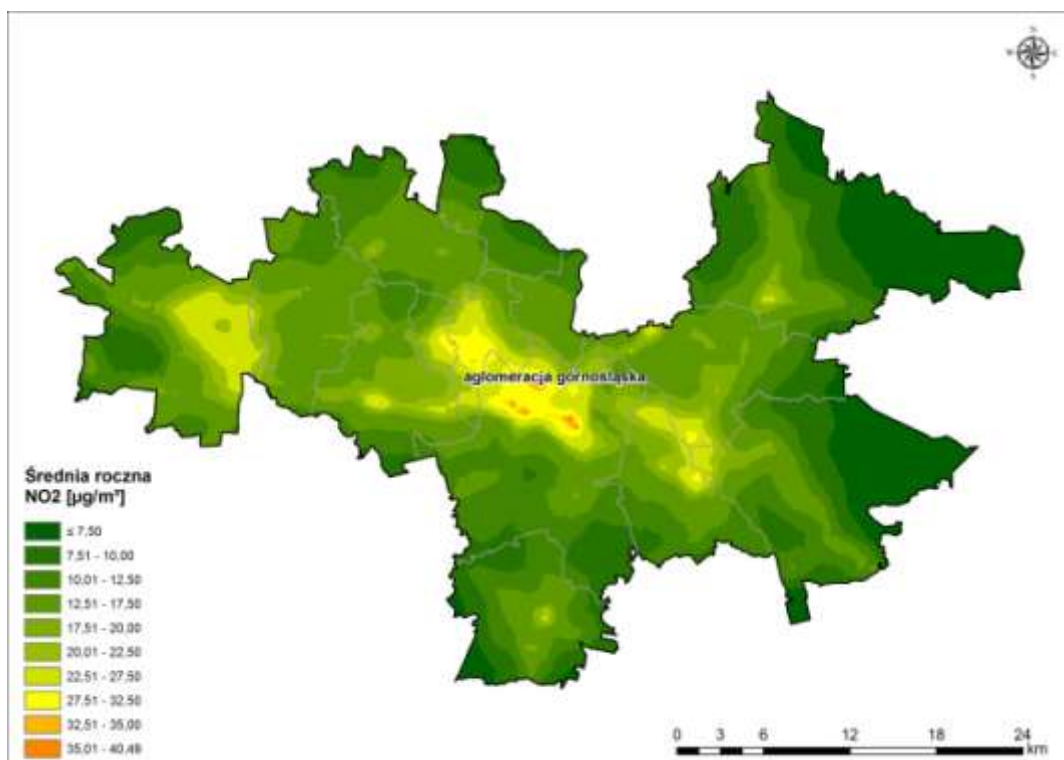 aglomeracja górnośląska
Średnia roczna
NO2 [µg/m³]
≤ 7,50
7,51 - 10,00
10,01 - 12,50
12,51 - 17,50
17,51 - 20,00
20,01 - 22,50
22,51 - 27,50
27,51 - 32,50
32,51 - 35,00
35,01 - 40,49
0 3 6 12 18 24
km